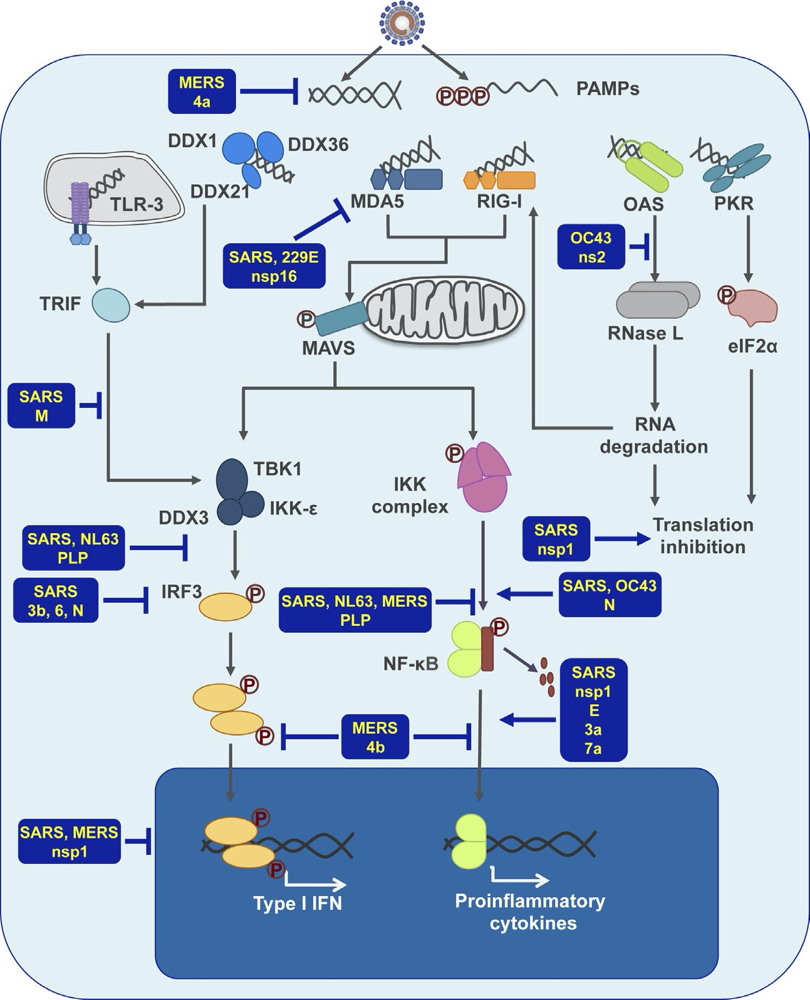 MERS
4a
PPP
PAMPs
DDX1
DDX36
DDX21
TLR-3
MDA5
RIG-I
OAS
PKR
SARS, 229E
nsp16
OC43
ns2
TRIF
P
MAVS
RNase L
P
eIF2α
SARS
M
RNA
degradation
TBK1
IKK-ε
DDX3
P
IKK
complex
SARS, NL63
PLP
SARS
nsp1
Translation
inhibition
SARS
3b, 6, N
IRF3
P
SARS, NL63, MERS
PLP
SARS, OC43
N
NF-κB
P
SARS
nsp1
E
3a
7a
P
P
MERS
4b
SARS, MERS
nsp1
P
P
Type I IFN
Proinflammatory
cytokines